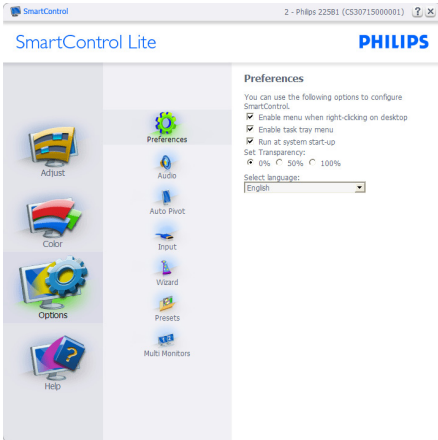 SmartControl
2 - Philips 225B1 (CS30715000001)
? X
SmartControl Lite
PHILIPS
Adjust
Color
Options
Help
Preferences
Audio
Auto Pivot
Input
Wizard
Presets
Multi Monitors
Preferences
You can use the following options to configure
SmartControl.
Enable menu when right-clicking on desktop
Enable task tray menu
Run at system start-up
Set Transparency:
0% 50% 100%
Select language:
English